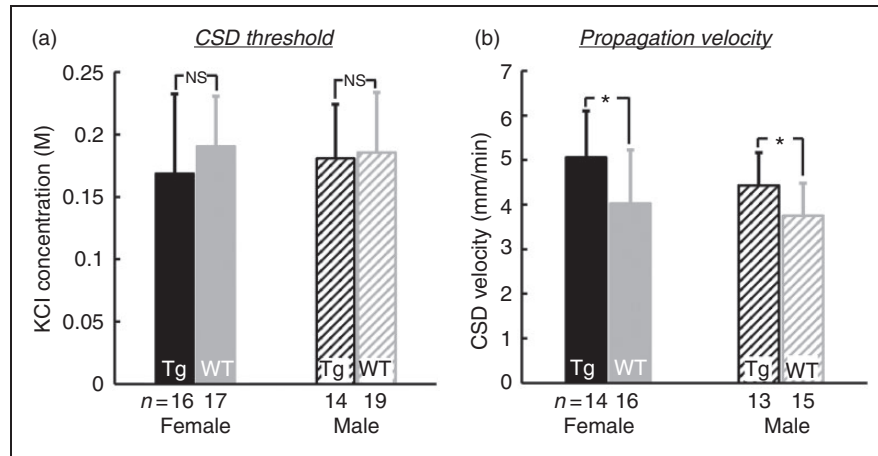 (a) CSD threshold
KCl concentration (M)
0.25
0.2
0.15
0.1
0.05
0
NS
NS
Tg WT
Tg WT
n=16 17
14 19
Female
Male
(b) Propagation velocity
CSD velocity (mm/min)
7
6
5
4
3
2
1
0
*
*
Tg WT
Tg WT
n=14 16
13 15
Female
Male